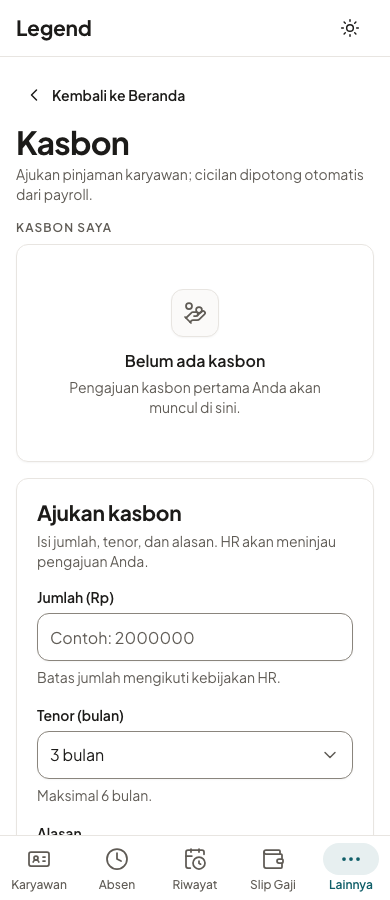 Legend
Kembali ke Beranda
Kasbon
Ajukan pinjaman karyawan; cicilan dipotong otomatis
dari payroll.
KASBON SAYA
Belum ada kasbon
Pengajuan kasbon pertama Anda akan
muncul di sini.
Ajukan kasbon
Isi jumlah, tenor, dan alasan. HR akan meninjau
pengajuan Anda.
Jumlah (Rp)
Contoh: 2000000
Batas jumlah mengikuti kebijakan HR.
Tenor (bulan)
3 bulan
Maksimal 6 bulan.
Alasan
Karyawan
Absen
Riwayat
Slip Gaji
Lainnya